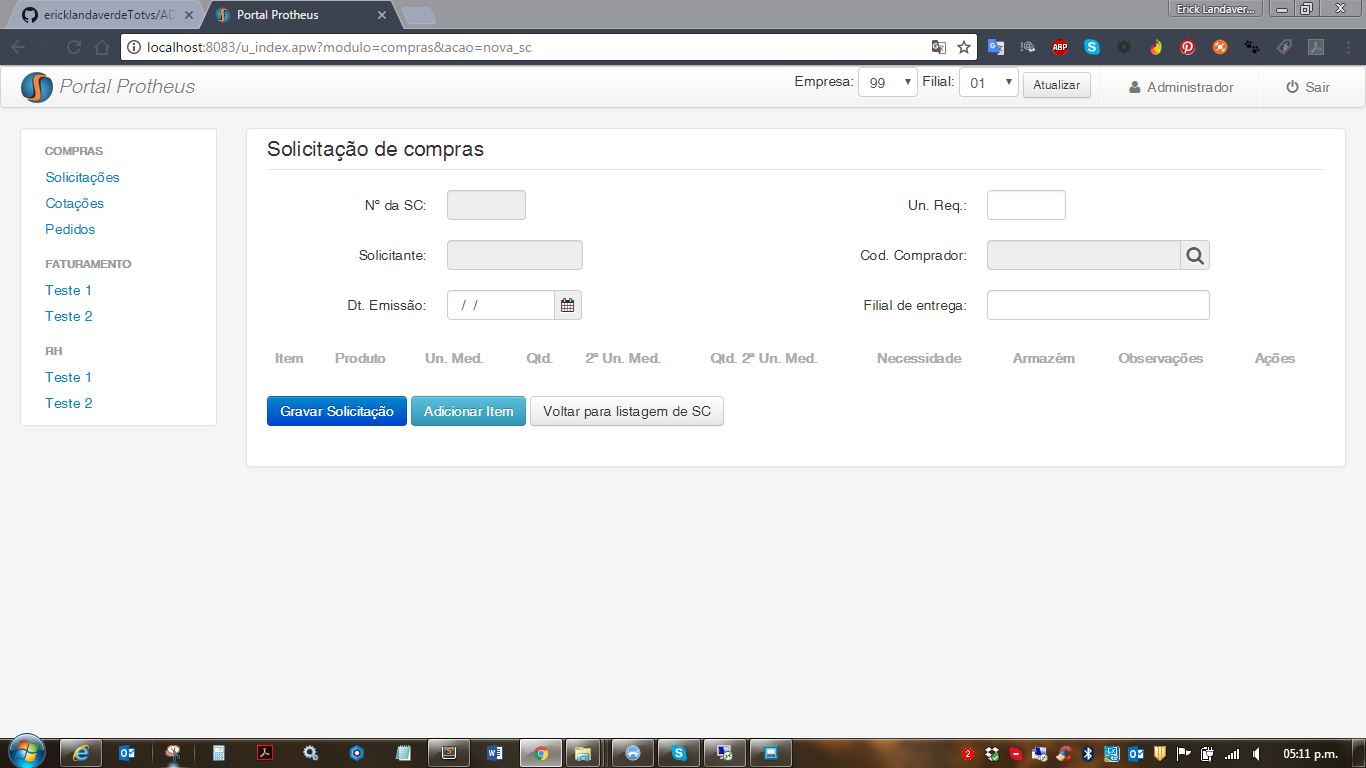 ericklandaverdeTotvs/AD
Portal Protheus
Erick Landaver...
localhost:8083/u_index.apw?modulo=compras&acao=nova_sc
ABP
Portal Protheus
Empresa: 99 Filial: 01 Atualizar
Administrador
Sair
COMPRAS
Solicitações
Cotações
Pedidos
FATURAMENTO
Teste 1
Teste 2
RH
Teste 1
Teste 2
Solicitação de compras
Nº da SC:
Un. Req.:
Solicitante:
Cod. Comprador:
Dt. Emissão: / /
Filial de entrega:
Item Produto Un. Med. Qtd. 2ª Un. Med. Qtd. 2ª Un. Med. Necessidade Armazém Observações Ações
Gravar Solicitação Adicionar Item Voltar para listagem de SC
2
05:11 p.m.